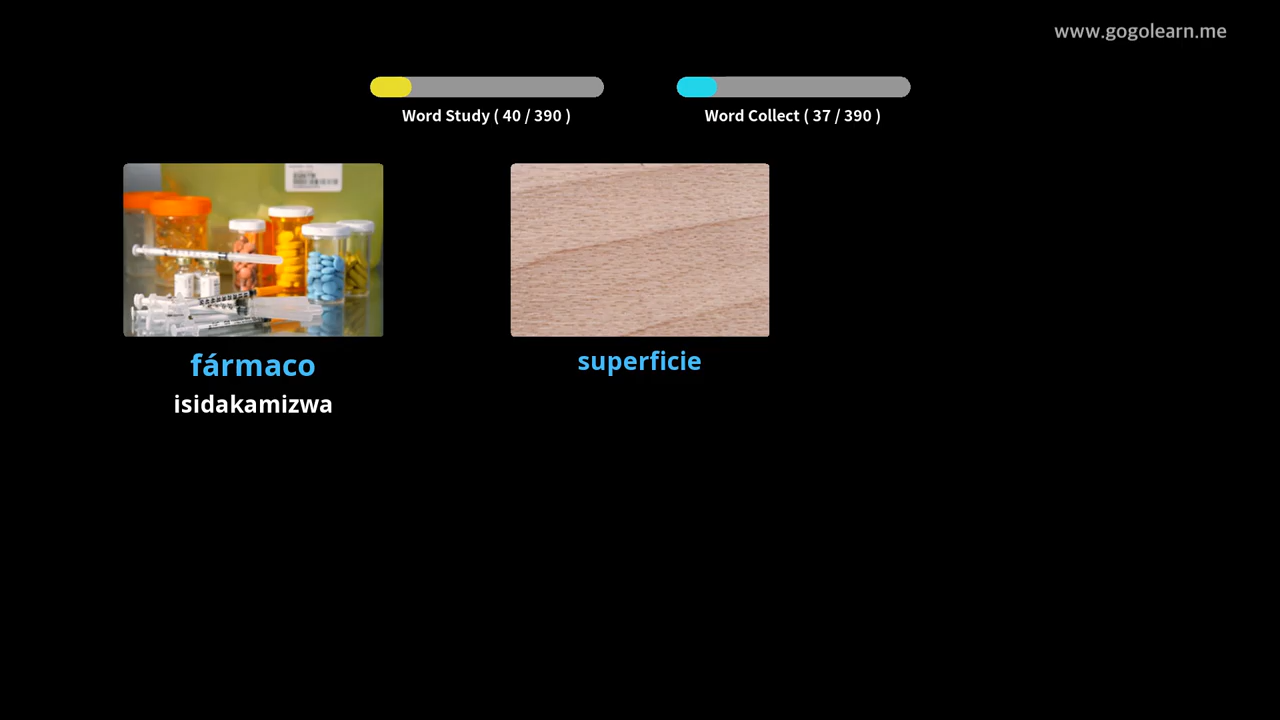 www.gogolearn.me
Word Study ( 40 / 390 )
Word Collect ( 37 / 390 )
fármaco
isidakamizwa
superficie